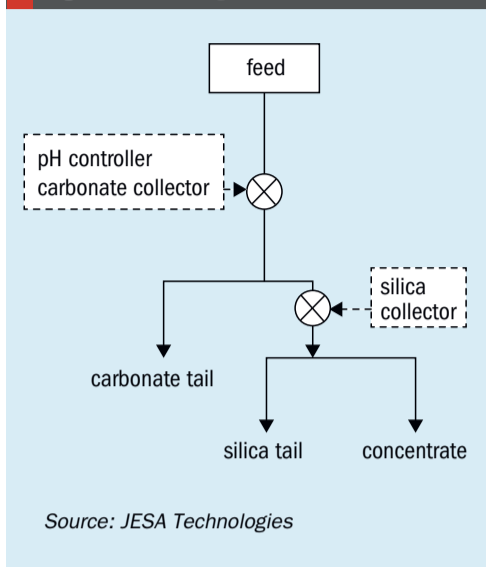 feed
pH controller
carbonate collector
silica
collector
carbonate tail
silica tail
concentrate
Source: JESA Technologies